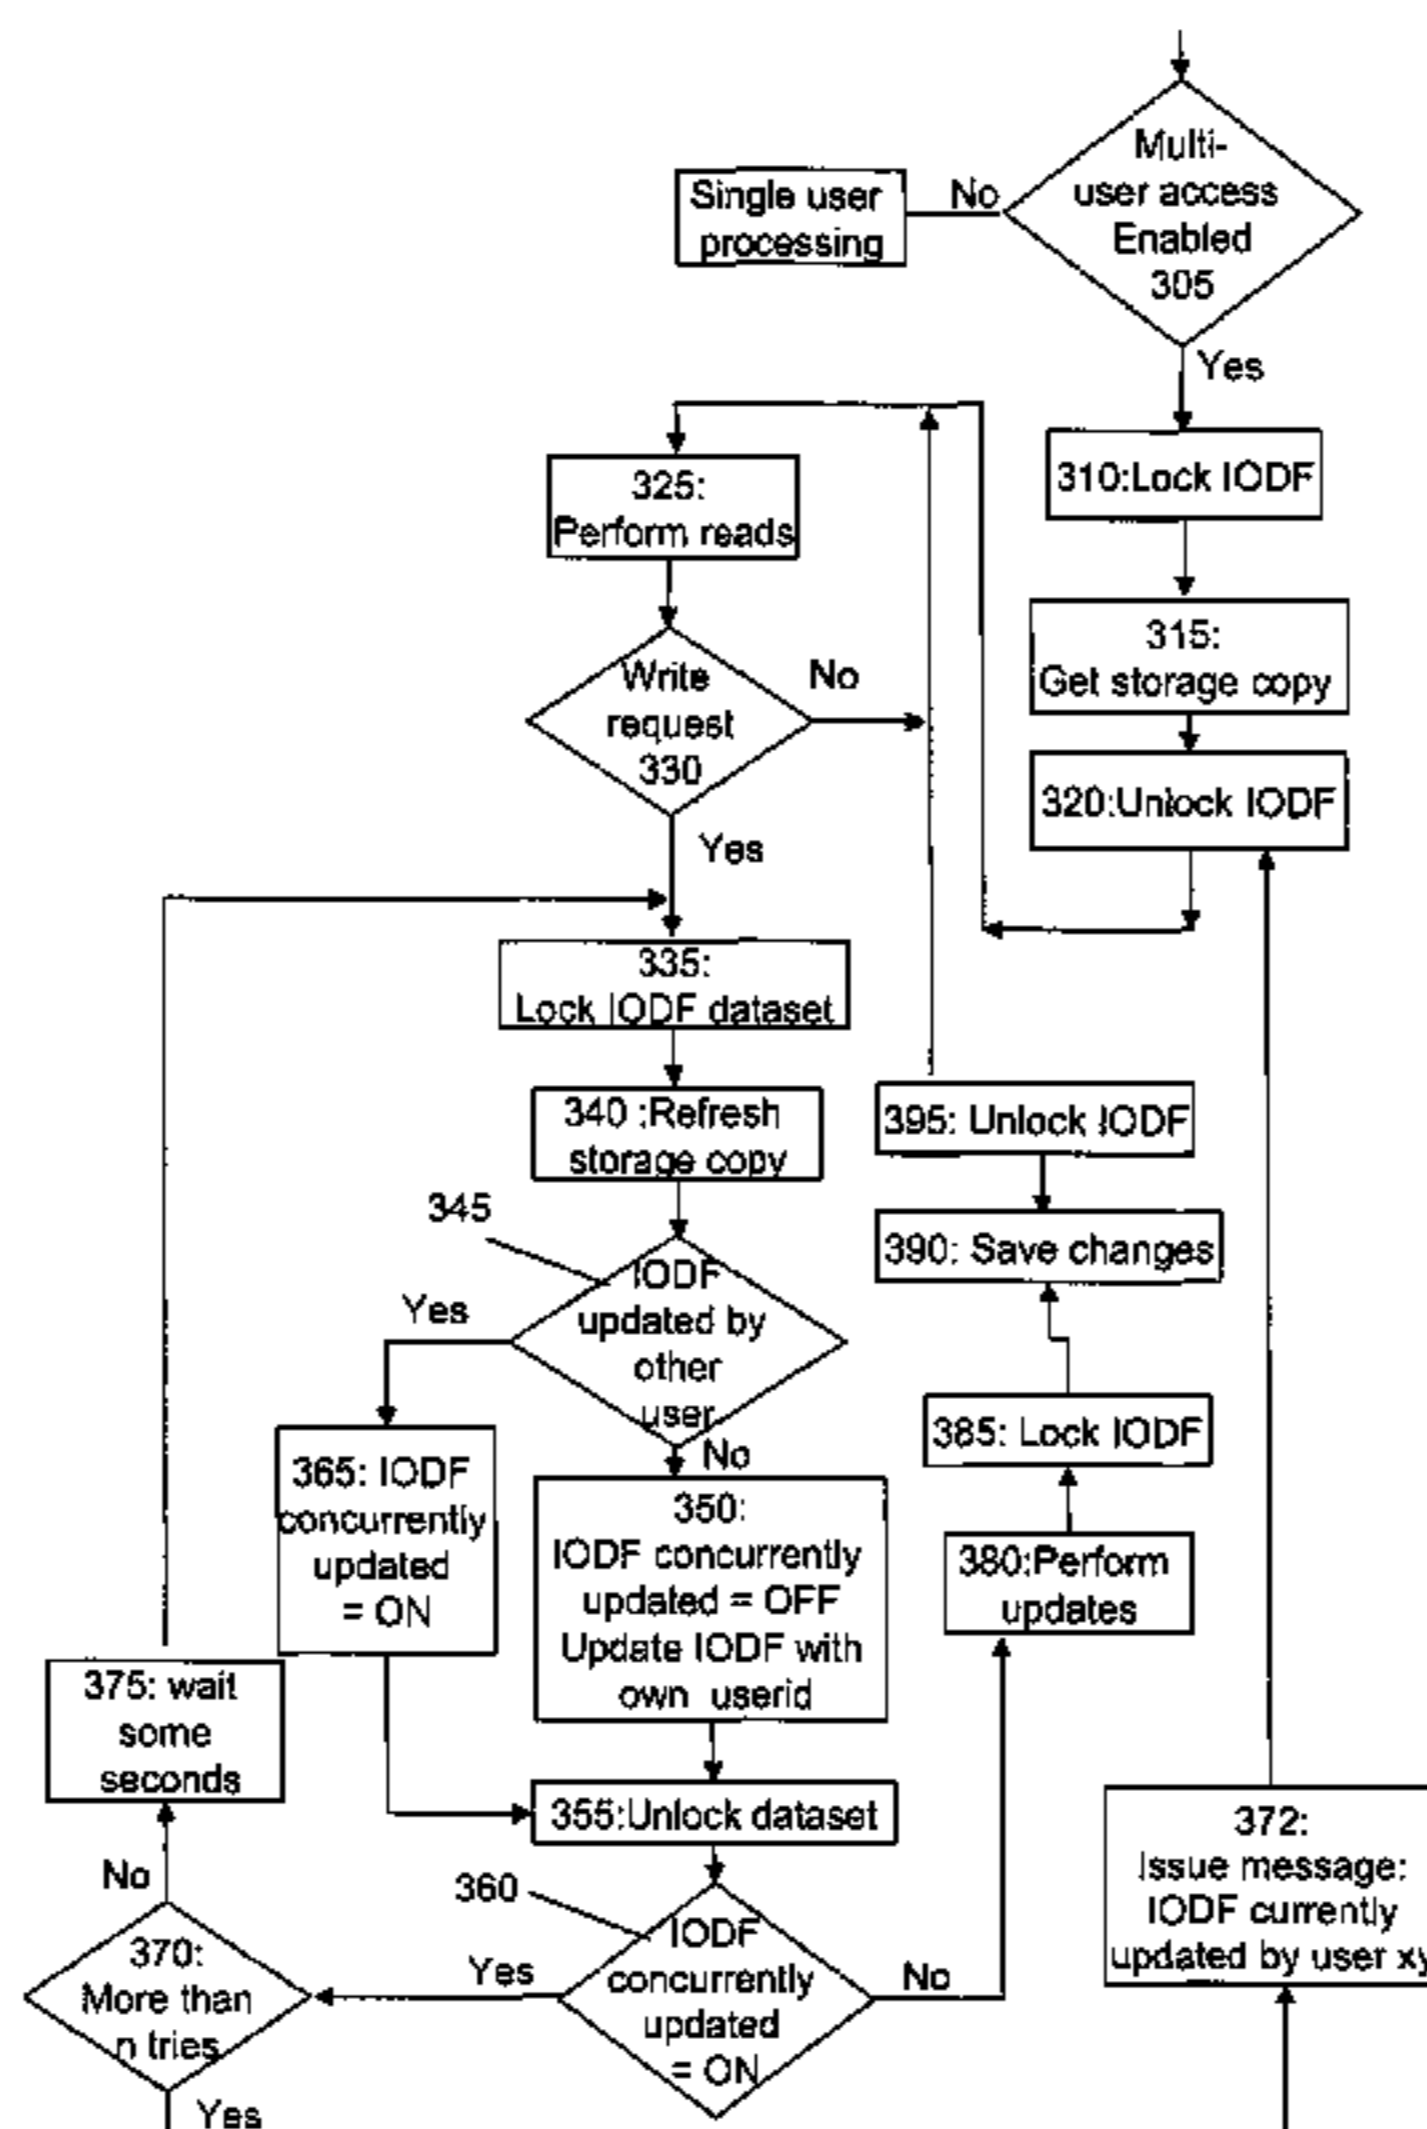 Multi-
user access
Enabled
305
No
Single user
processing
Yes
310:Lock IODF
315:
Get storage copy
320:Unlock IODF
325:
Perform reads
Write
request
330
No
Yes
335:
Lock IODF dataset
340 :Refresh
storage copy
345
IODF
updated by
other
user
Yes
No
365: IODF
concurrently
updated
= ON
350:
IODF concurrently
updated = OFF
Update IODF with
own userid
355:Unlock dataset
360
IODF
concurrently
updated
= ON
Yes
No
370:
More than
n tries
No
Yes
375: wait
some
seconds
380:Perform
updates
385: Lock IODF
390: Save changes
395: Unlock IODF
372:
Issue message:
IODF currently
updated by user xy